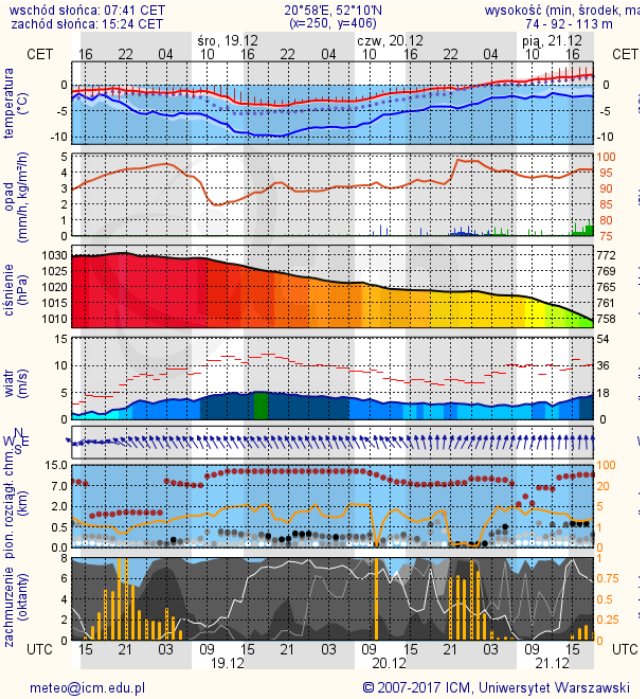 wschód słońca: 07:41 CET 20°58'E, 52°10'N wysokość (min, środek, ma
zachód słońca: 15:24 CET (x=250, y=406) 74 - 92 - 113 m
śro, 19.12 czw, 20.12 pią, 21.12
CET 16 22 04 10 16 22 04 10 16 22 04 10 16 CET
temperatura
(°C)
0 0
-5 -5
-10 -10
opad
(mm/h, kg/m²/h)
5 100
4 95
3 90
2 85
1 80
0 75
ciśnienie
(hPa)
1030 772
1025 769
1020 765
1015 761
1010 758
wiatr
(m/s)
15 54
10 36
5 18
0 0
N
W E
S
pion. rozciągł. chm.
(km)
15.0 100
7.0 20
2.0 5
0.5 1
0.0 0
zachmurzenie
(oktanty)
8 1
6 0.75
4 0.5
2 0.25
0 0
UTC 15 21 03 09 15 21 03 09 15 21 03 09 15 UTC
19.12 20.12 21.12
meteo@icm.edu.pl © 2007-2017 ICM, Uniwersytet Warszawski